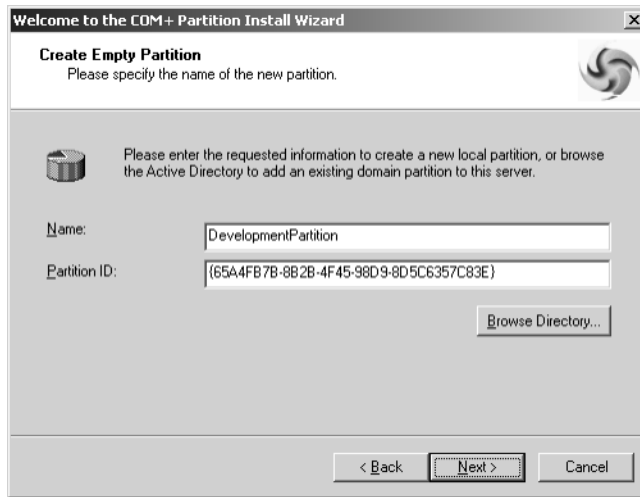 Welcome to the COM+ Partition Install Wizard
Create Empty Partition
Please specify the name of the new partition.
Please enter the requested information to create a new local partition, or browse
the Active Directory to add an existing domain partition to this server.
Name:
DevelopmentPartition
Partition ID:
{65A4FB7B-8B2B-4F45-98D9-8D5C6357C83E}
Browse Directory...
< Back
Next >
Cancel